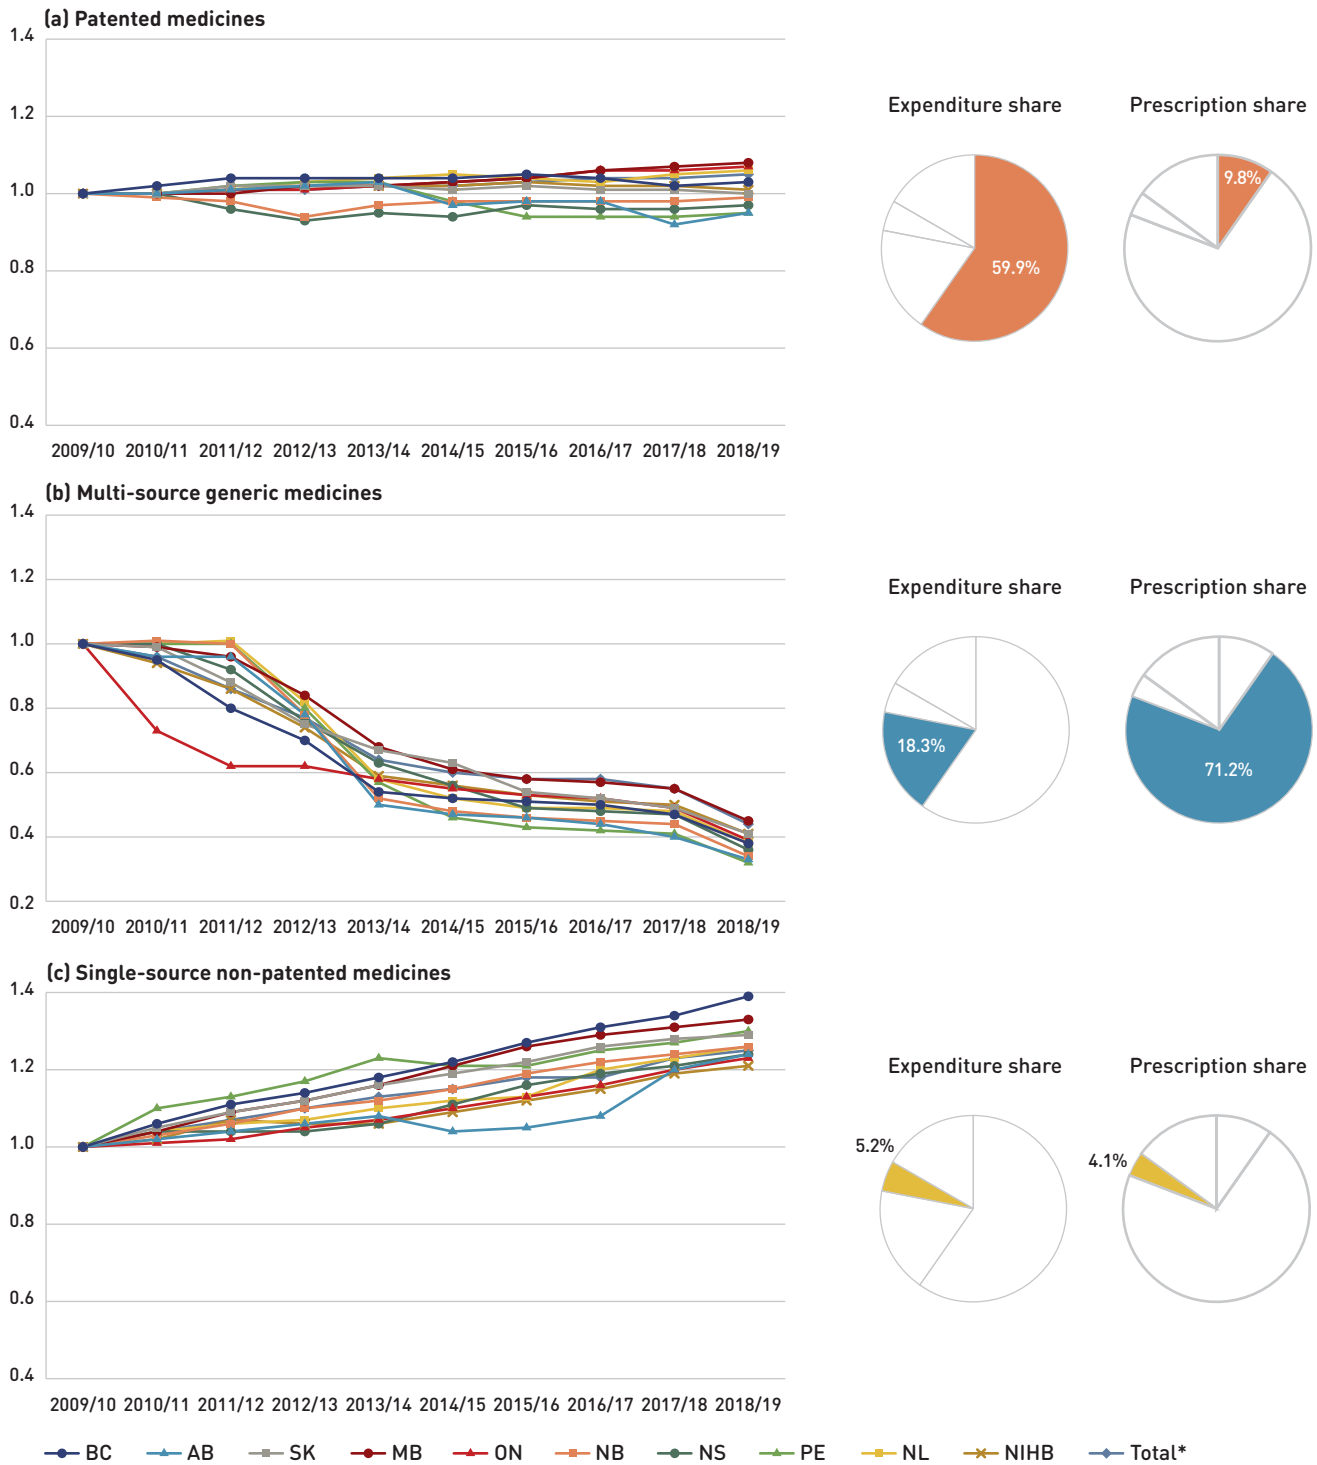 (a) Patented medicines
1.4
1.2
1.0
0.8
0.6
0.4
2009/10 2010/11 2011/12 2012/13 2013/14 2014/15 2015/16 2016/17 2017/18 2018/19
Expenditure share Prescription share
59.9%
9.8%
(b) Multi-source generic medicines
1.4
1.2
1.0
0.8
0.6
0.4
0.2
2009/10 2010/11 2011/12 2012/13 2013/14 2014/15 2015/16 2016/17 2017/18 2018/19
Expenditure share Prescription share
18.3%
71.2%
(c) Single-source non-patented medicines
1.4
1.2
1.0
0.8
0.6
0.4
2009/10 2010/11 2011/12 2012/13 2013/14 2014/15 2015/16 2016/17 2017/18 2018/19
Expenditure share Prescription share
5.2%
4.1%
BC AB SK MB ON NB NS PE NL NIHB Total*